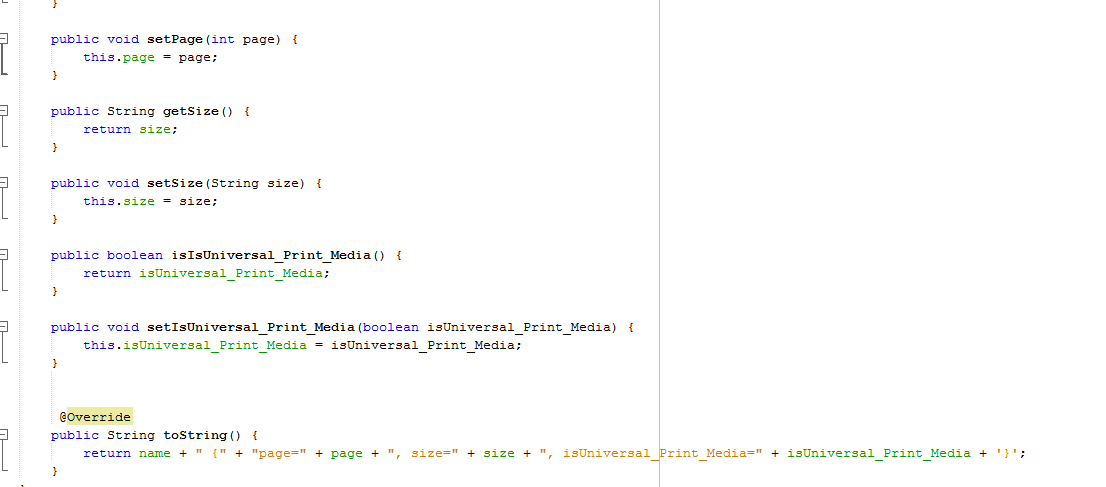 }
public void setPage(int page) {
this.page = page;
}
public String getSize() {
return size;
}
public void setSize(String size) {
this.size = size;
}
public boolean isIsUniversal_Print_Media() {
return isUniversal_Print_Media;
}
public void setIsUniversal_Print_Media(boolean isUniversal_Print_Media) {
this.isUniversal_Print_Media = isUniversal_Print_Media;
}
@Override
public String toString() {
return name + " {" + "page=" + page + ", size=" + size + ", isUniversal_Print_Media=" + isUniversal_Print_Media + '}';
}